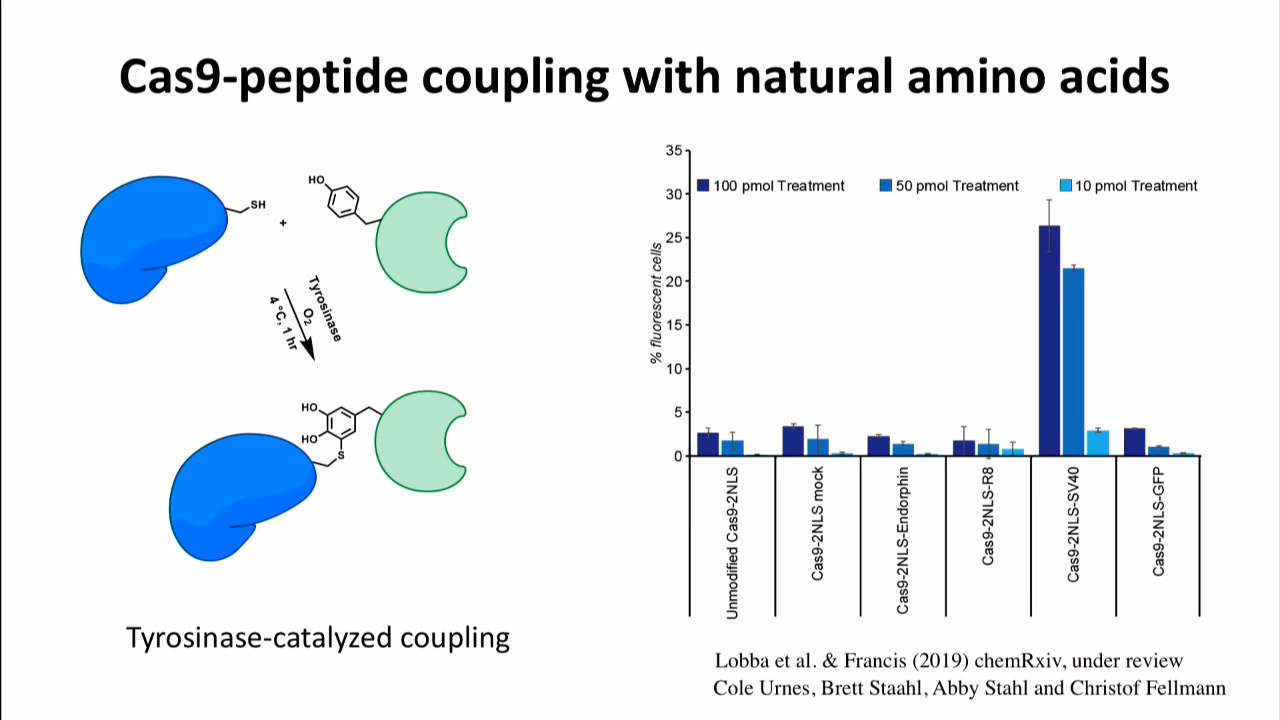 Cas9-peptide coupling with natural amino acids
SH
+
HO
Tyrosinase
O2
4 °C, 1 hr
HO
HO
S
Tyrosinase-catalyzed coupling
35
30
25
20
15
10
5
0
% fluorescent cells
100 pmol Treatment
50 pmol Treatment
10 pmol Treatment
Unmodified Cas9-2NLS
Cas9-2NLS mock
Cas9-2NLS-Endorphin
Cas9-2NLS-R8
Cas9-2NLS-SV40
Cas9-2NLS-GFP
Lobba et al. & Francis (2019) chemRxiv, under review
Cole Urnes, Brett Staahl, Abby Stahl and Christof Fellmann